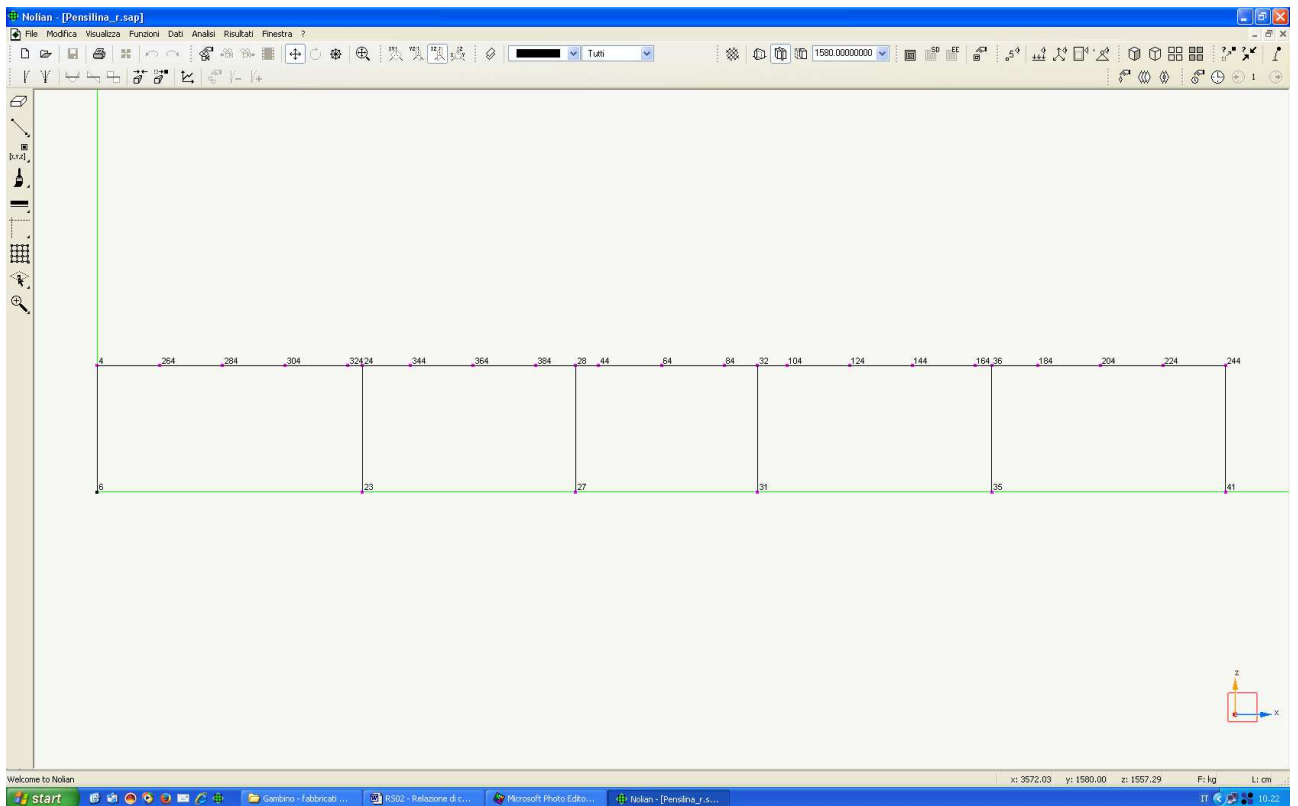 Nolian - [Pensilina_r.sap]
File Modifica Visualizza Funzioni Dati Analisi Risultati Finestra ?
Tutti 1580.00000000 SD EE
1
[x,y,z]
4 264 284 304 324 24 344 364 384 28 44 64 84 32 104 124 144 164 36 184 204 224 244
6 23 27 31 35 41
z
x
Welcome to Nolian x: 3572.03 y: 1580.00 z: 1557.29 F: kg L: cm
start Gambino - fabbricati ... RS02 - Relazione di c... Microsoft Photo Edito... Nolian - [Pensilina_r.s... IT 10.22